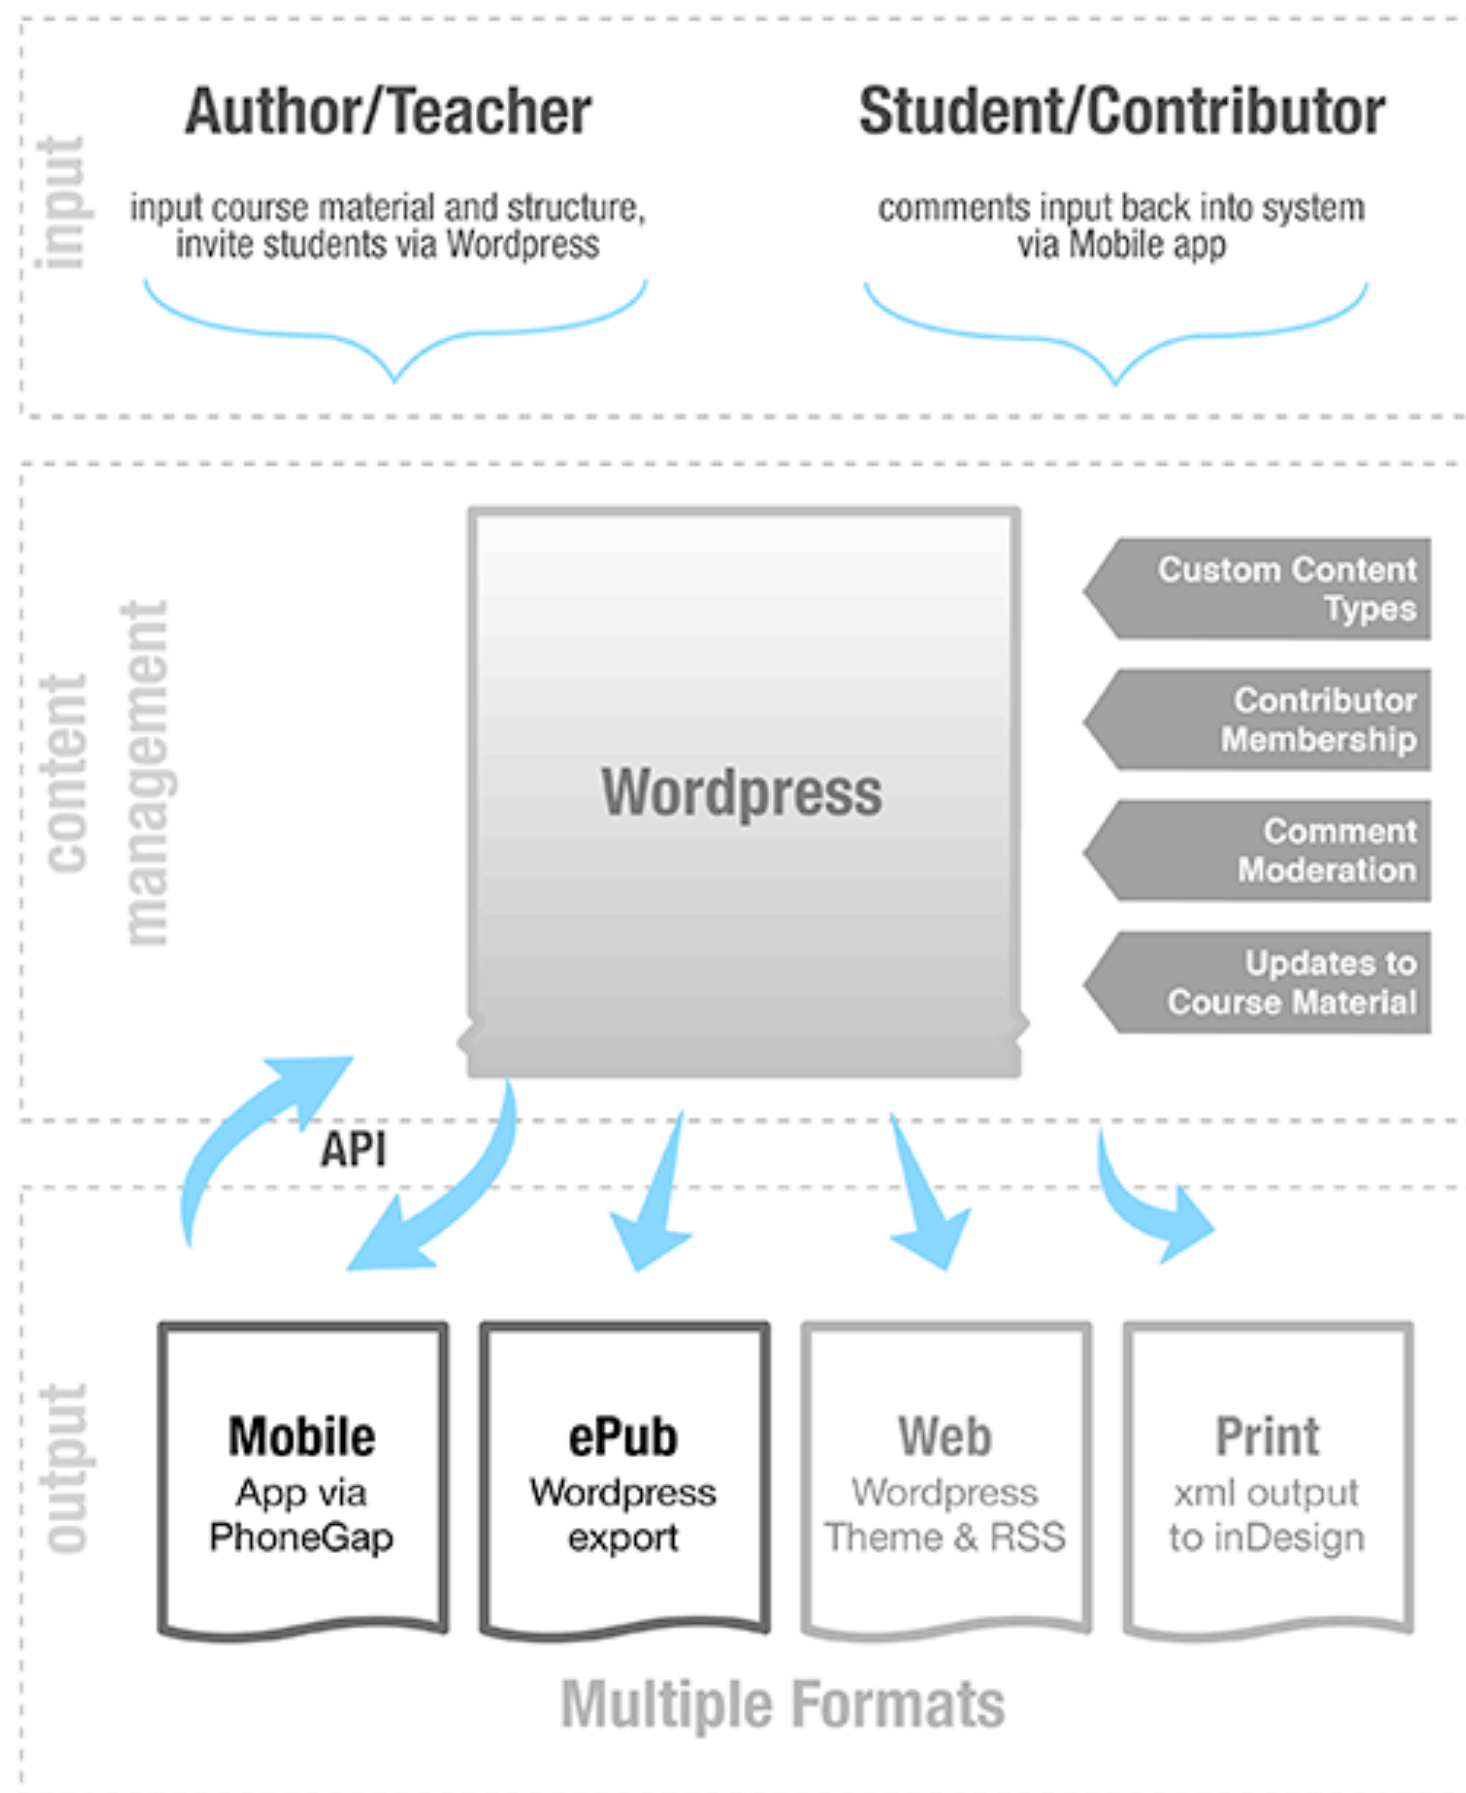 input
Author/Teacher
input course material and structure,
invite students via Wordpress
Student/Contributor
comments input back into system
via Mobile app
content
management
Wordpress
Custom Content
Types
Contributor
Membership
Comment
Moderation
Updates to
Course Material
API
output
Mobile
App via
PhoneGap
ePub
Wordpress
export
Web
Wordpress
Theme & RSS
Print
xml output
to inDesign
Multiple Formats